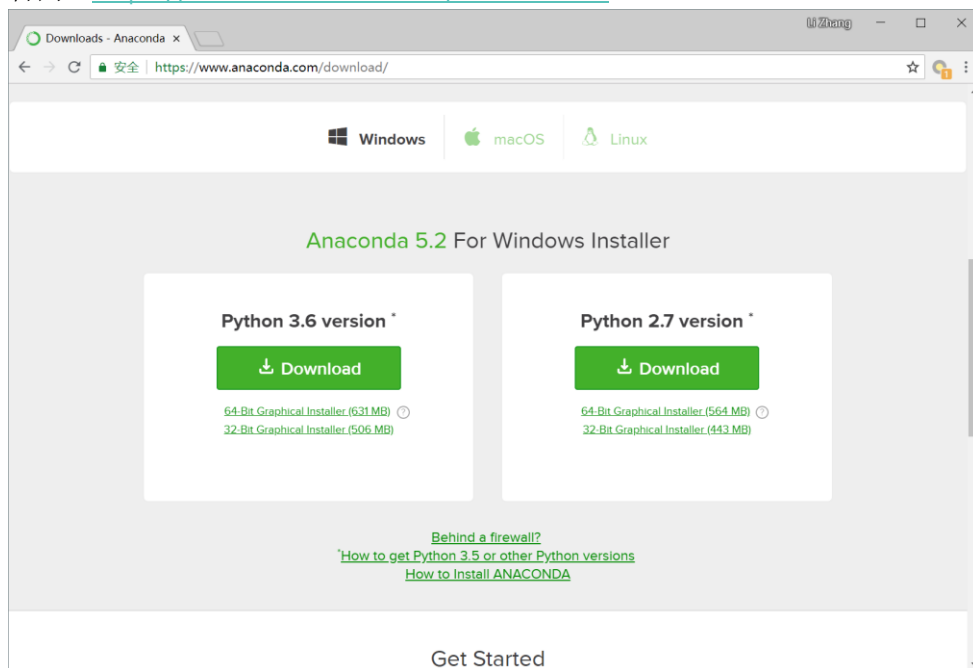 Li Zhang
Downloads - Anaconda
安全 | https://www.anaconda.com/download/
Windows macOS Linux
Anaconda 5.2 For Windows Installer
Python 3.6 version * Python 2.7 version *
Download Download
64-Bit Graphical Installer (631 MB) ? 64-Bit Graphical Installer (564 MB) ?
32-Bit Graphical Installer (506 MB) 32-Bit Graphical Installer (443 MB)
Behind a firewall?
*How to get Python 3.5 or other Python versions
How to Install ANACONDA
Get Started